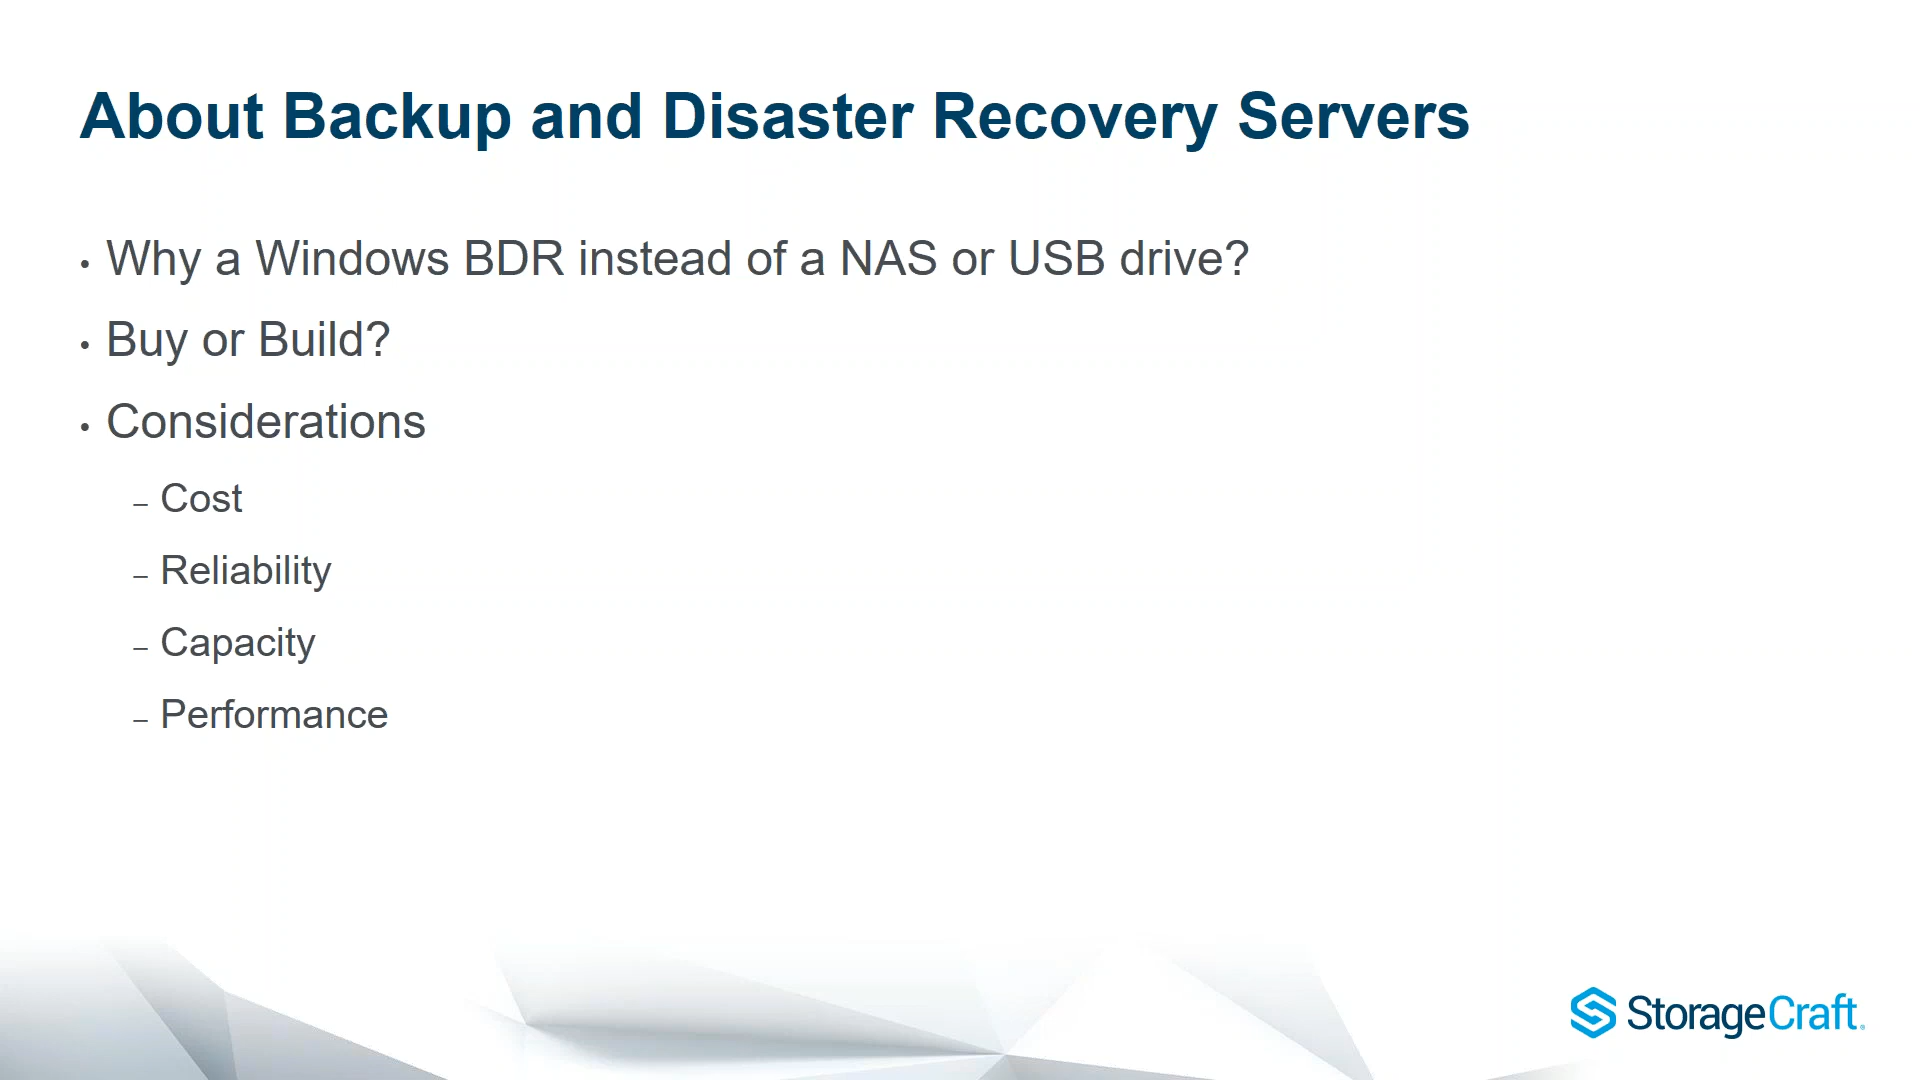 About Backup and Disaster Recovery Servers
• Why a Windows BDR instead of a NAS or USB drive?
• Buy or Build?
• Considerations
– Cost
– Reliability
– Capacity
– Performance
StorageCraft